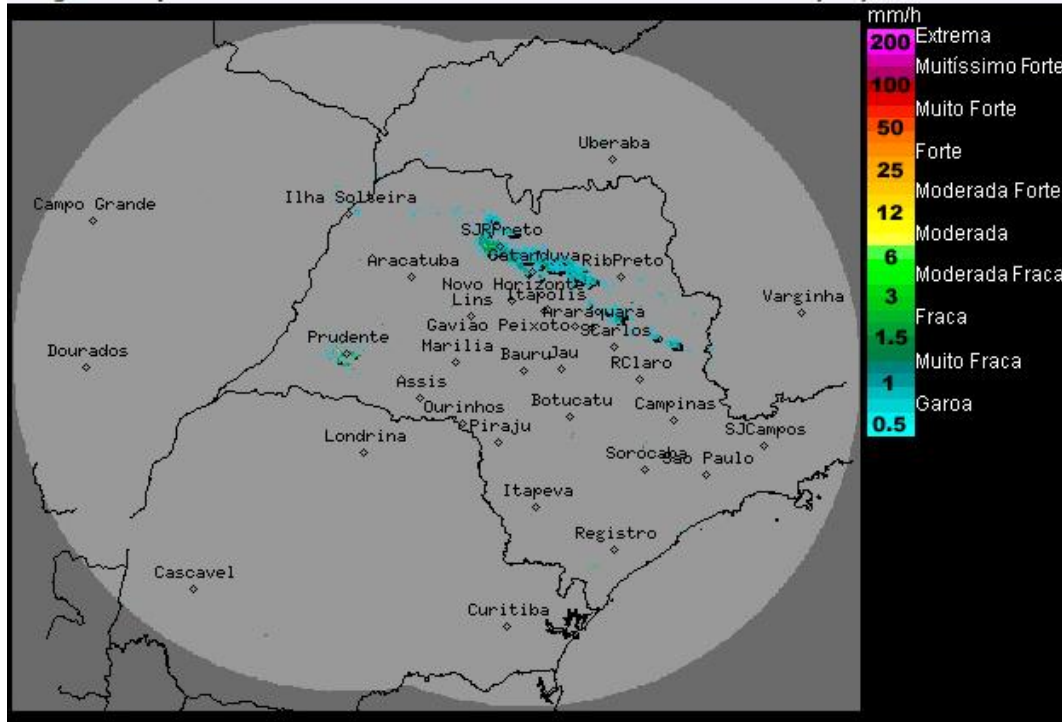 mm/h
200
Extrema
Muitíssimo Forte
100
Muito Forte
50
Forte
25
Moderada Forte
12
Moderada
6
Moderada Fraca
3
Fraca
1.5
Muito Fraca
1
Garoa
0.5
Uberaba
Campo Grande
Ilha Solteira
SJRPreto
Catanduva
RibPreto
Aracatuba
Novo Horizonte
Itapolis
Lins
Araraquara
Varginha
Gavião Peixoto
SCarlos
Prudente
Dourados
Marilia
Bauru
Jau
RClaro
Assis
Ourinhos
Botucatu
Campinas
Piraju
Londrina
SJCampos
Sorocaba
Sao Paulo
Itapeva
Registro
Cascavel
Curitiba